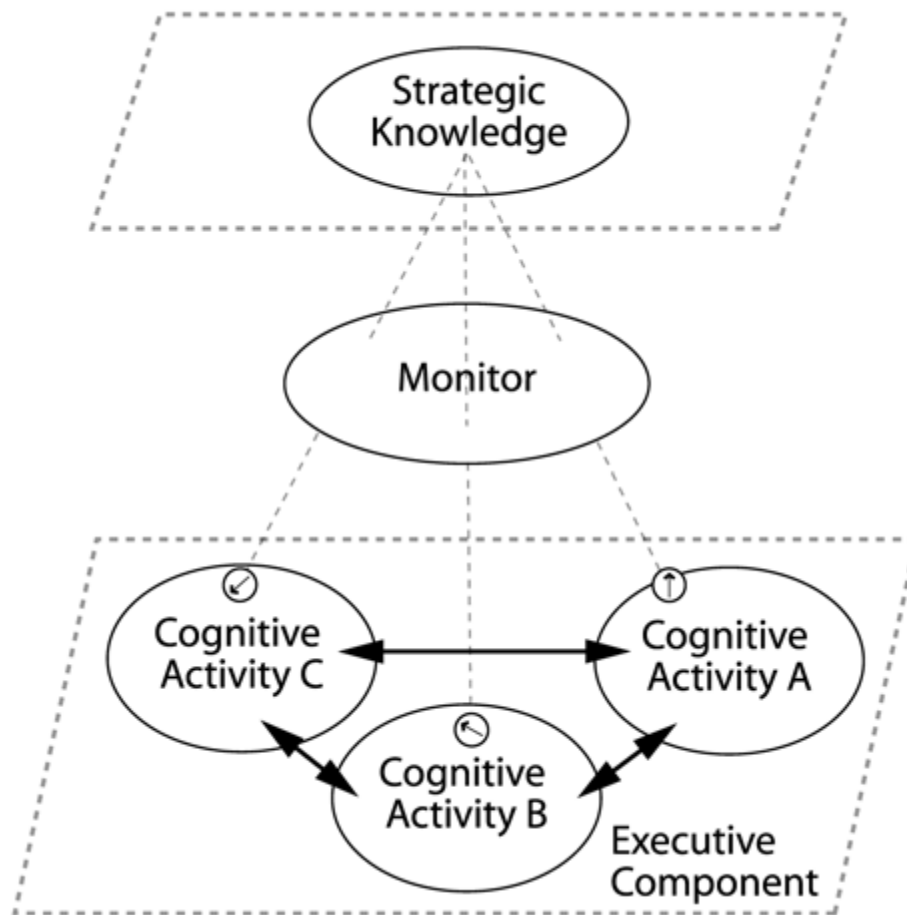 Strategic
Knowledge
Monitor
Cognitive
Activity C
Cognitive
Activity A
Cognitive
Activity B
Executive
Component